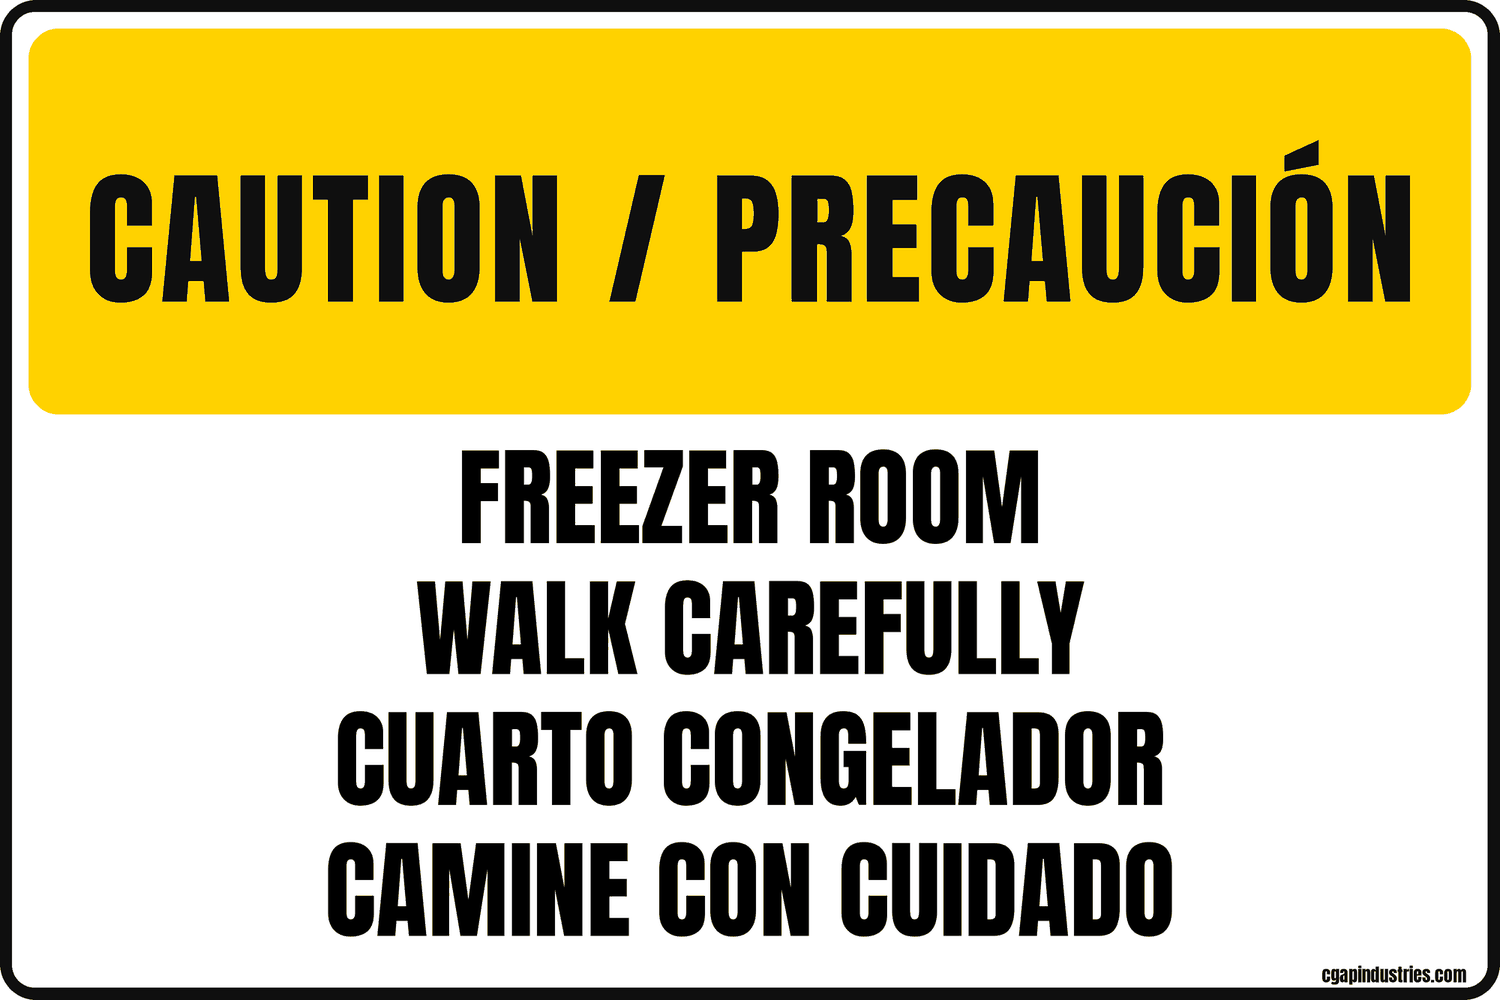 CAUTION / PRECAUCIÓN
FREEZER ROOM
WALK CAREFULLY
CUARTO CONGELADOR
CAMINE CON CUIDADO
cgapindustries.com